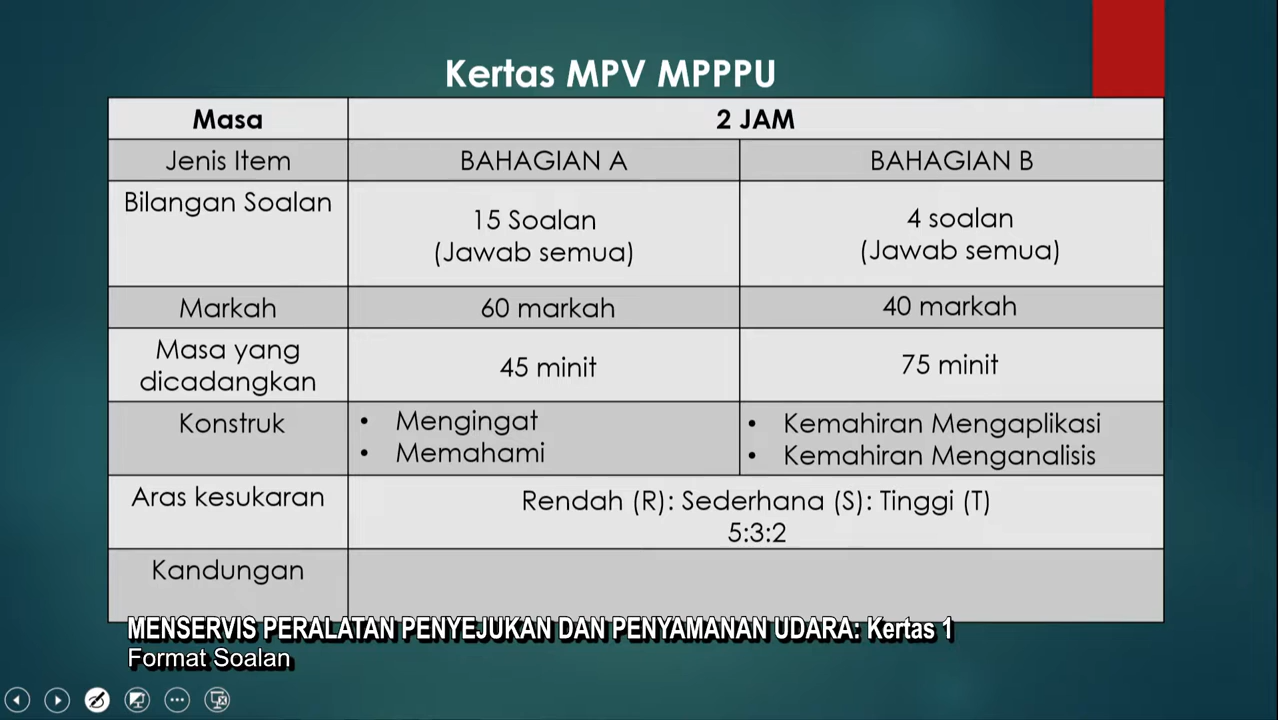 Kertas MPV MPPPU
Masa
2 JAM
Jenis Item
BAHAGIAN A
BAHAGIAN B
Bilangan Soalan
15 Soalan
(Jawab semua)
4 soalan
(Jawab semua)
Markah
60 markah
40 markah
Masa yang
dicadangkan
45 minit
75 minit
Konstruk
• Mengingat
• Memahami
• Kemahiran Mengaplikasi
• Kemahiran Menganalisis
Aras kesukaran
Rendah (R): Sederhana (S): Tinggi (T)
5:3:2
Kandungan
MENSERVIS PERALATAN PENYEJUKAN DAN PENYAMANAN UDARA: Kertas 1
Format Soalan